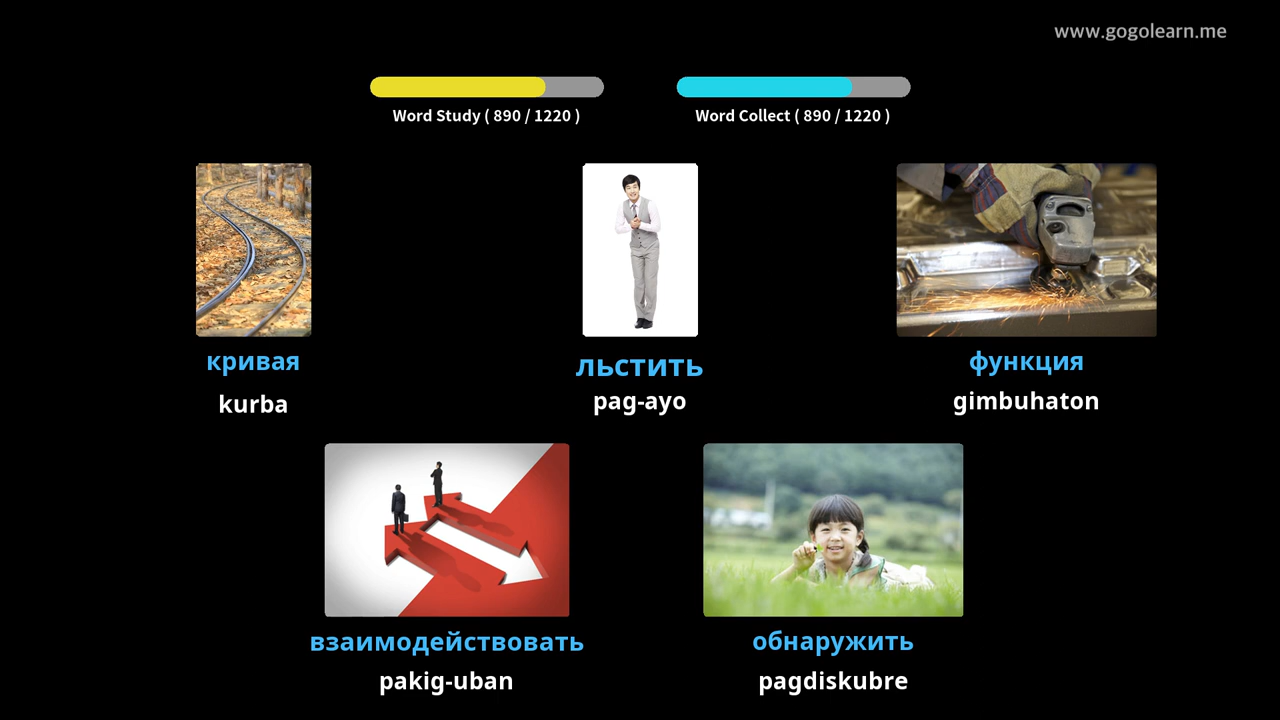 www.gogolearn.me
Word Study ( 890 / 1220 )
Word Collect ( 890 / 1220 )
кривая
kurba
льстить
pag-ayo
функция
gimbuhaton
взаимодействовать
pakig-uban
обнаружить
pagdiskubre